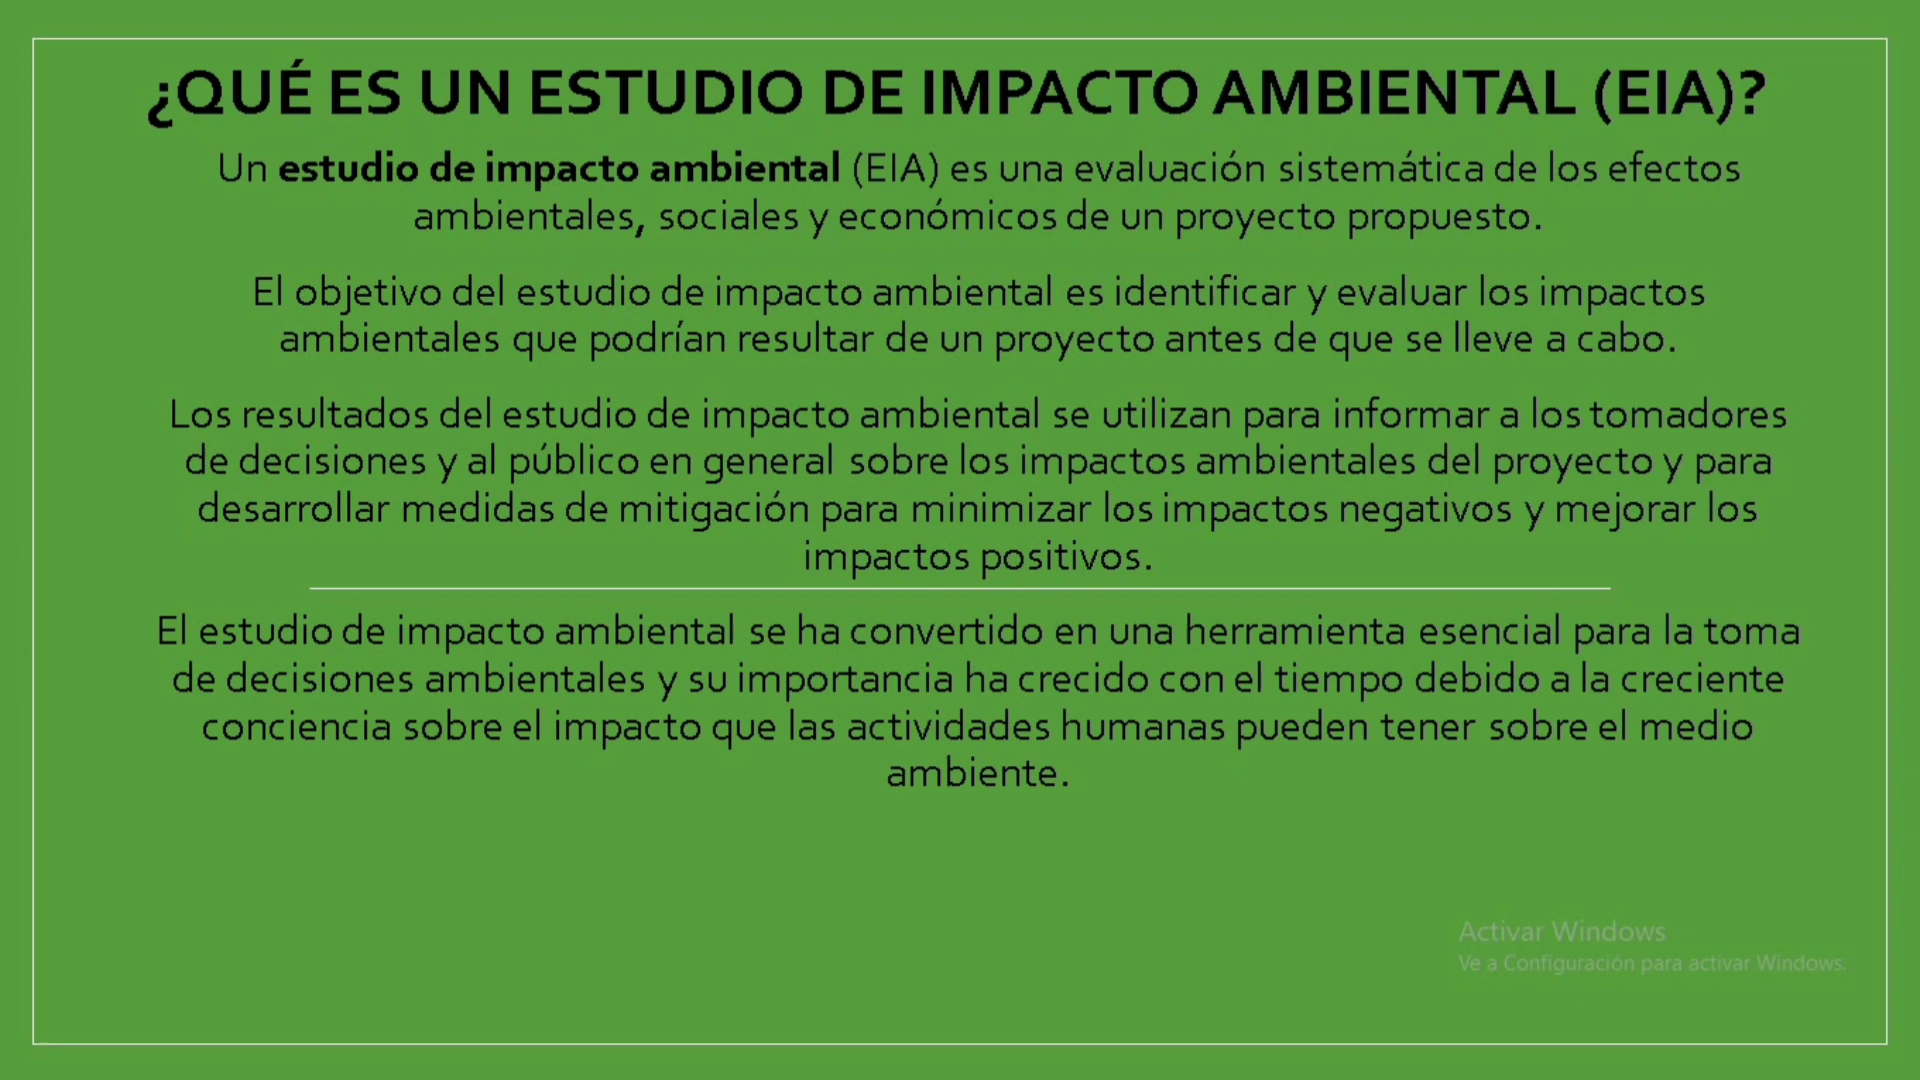 ¿QUÉ ES UN ESTUDIO DE IMPACTO AMBIENTAL (EIA)?
Un estudio de impacto ambiental (EIA) es una evaluación sistemática de los efectos
ambientales, sociales y económicos de un proyecto propuesto.
El objetivo del estudio de impacto ambiental es identificar y evaluar los impactos
ambientales que podrían resultar de un proyecto antes de que se lleve a cabo.
Los resultados del estudio de impacto ambiental se utilizan para informar a los tomadores
de decisiones y al público en general sobre los impactos ambientales del proyecto y para
desarrollar medidas de mitigación para minimizar los impactos negativos y mejorar los
impactos positivos.
El estudio de impacto ambiental se ha convertido en una herramienta esencial para la toma
de decisiones ambientales y su importancia ha crecido con el tiempo debido a la creciente
conciencia sobre el impacto que las actividades humanas pueden tener sobre el medio
ambiente.
Activar Windows
Ve a Configuración para activar Windows.